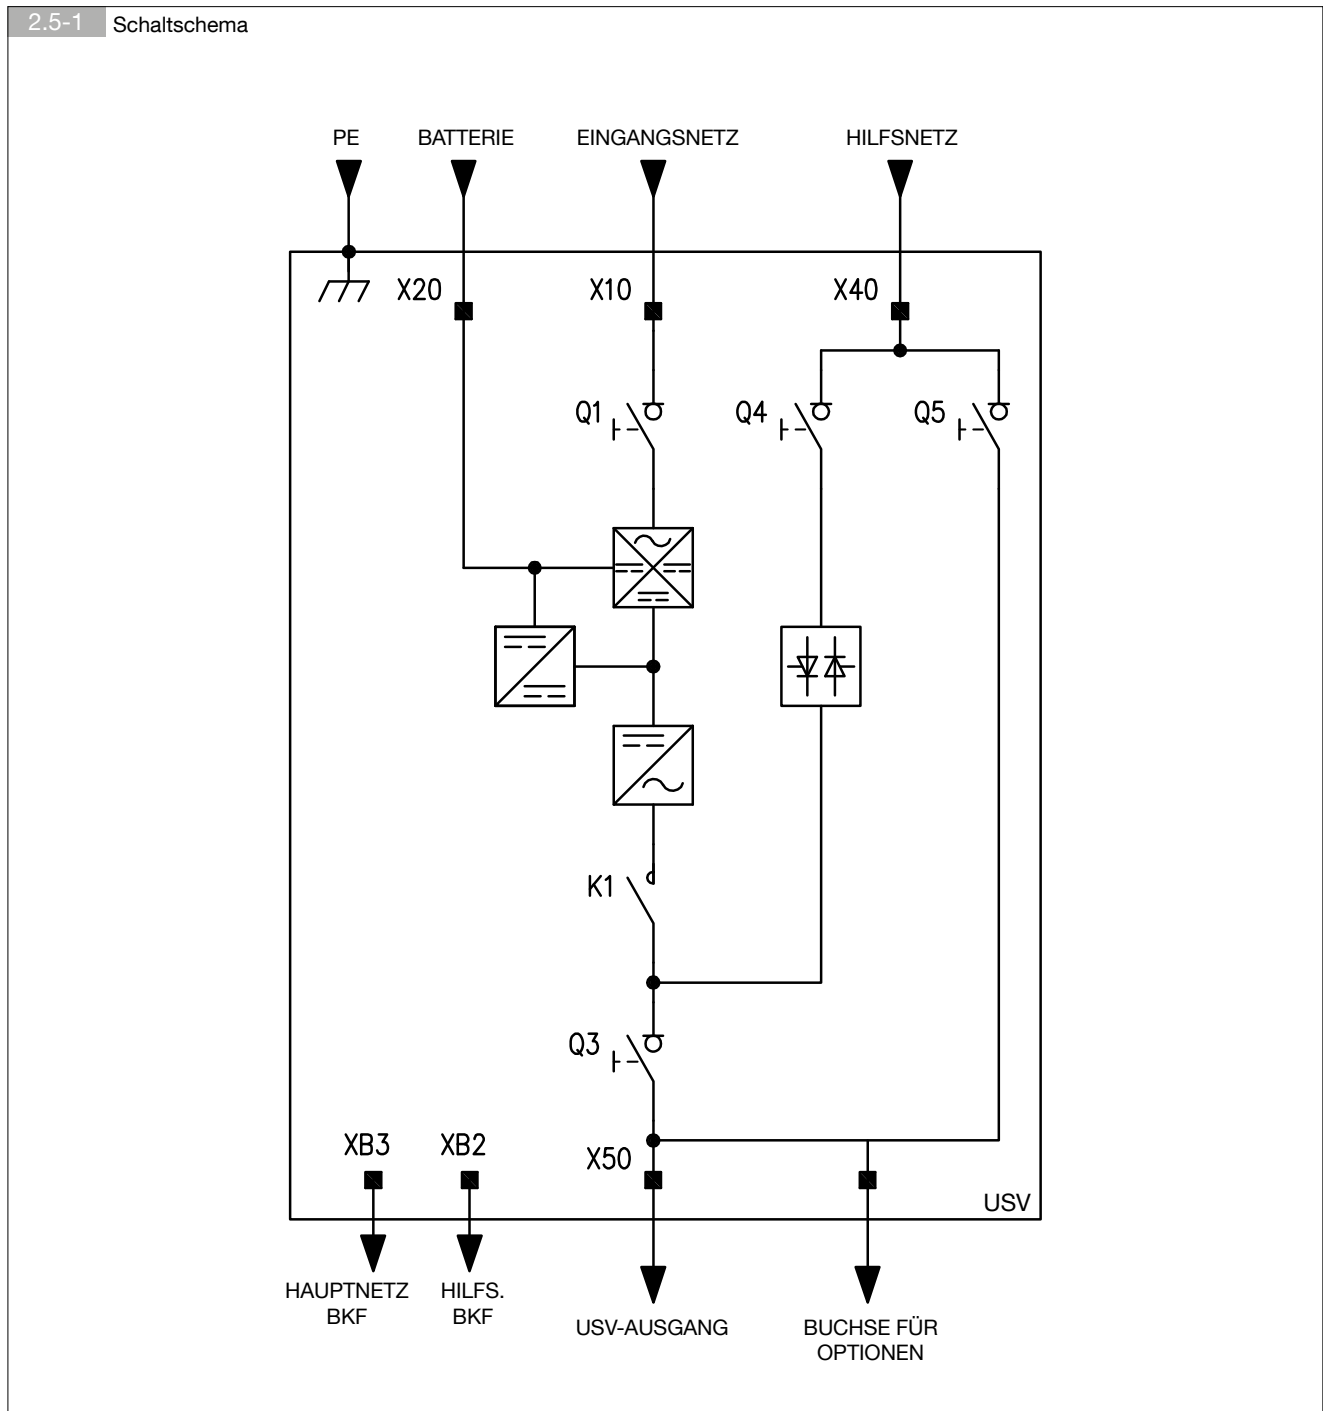 2.5-1 Schaltschema
PE BATTERIE EINGANGSNETZ HILFSNETZ
X20 X10 X40
Q1 Q4 Q5
K1
Q3
XB3 XB2 X50
USV
HAUPTNETZ
BKF
HILFS.
BKF
USV-AUSGANG
BUCHSE FÜR
OPTIONEN